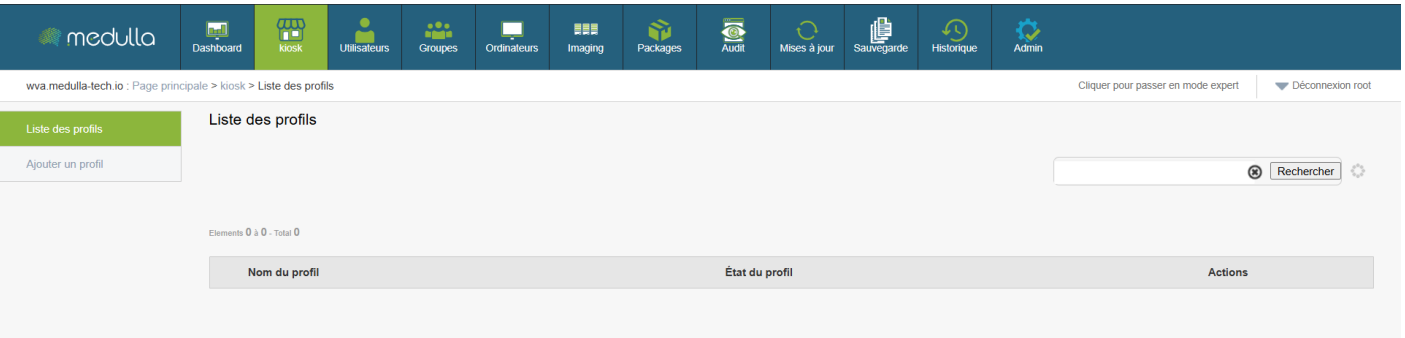 medulla
Dashboard kiosk Utilisateurs Groupes Ordinateurs Imaging Packages Audit Mises à jour Sauvegarde Historique Admin
wva.medulla-tech.io : Page principale > kiosk > Liste des profils Cliquer pour passer en mode expert Déconnexion root
Liste des profils
Ajouter un profil
Liste des profils
Rechercher
Elements 0 à 0 - Total 0
Nom du profil État du profil Actions